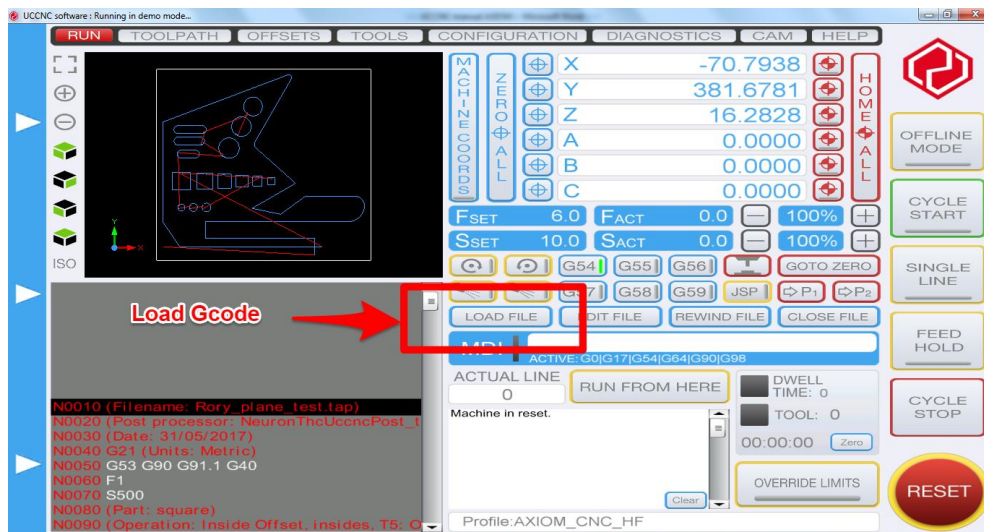 UCCNC software : Running in demo mode...
RUN TOOLPATH OFFSETS TOOLS CONFIGURATION DIAGNOSTICS CAM HELP
MACHINE COORDS
ZERO ALL
X -70.7938
Y 381.6781
Z 16.2828
A 0.0000
B 0.0000
C 0.0000
HOME ALL
Y
X
ISO
FSET 6.0 FACT 0.0 100%
SSET 10.0 SACT 0.0 100%
G54 G55 G56 GOTO ZERO
G57 G58 G59 JSP P1 P2
LOAD FILE EDIT FILE REWIND FILE CLOSE FILE
MDI
ACTIVE: G0|G17|G54|G64|G90|G98
Load Gcode
ACTUAL LINE
0
RUN FROM HERE
DWELL
TIME: 0
TOOL: 0
00:00:00 Zero
Machine in reset.
Clear
OVERRIDE LIMITS
Profile:AXIOM_CNC_HF
N0010 (Filename: Rory_plane_test.tap)
N0020 (Post processor: NeuronThcUccncPost_t
N0030 (Date: 31/05/2017)
N0040 G21 (Units: Metric)
N0050 G53 G90 G91.1 G40
N0060 F1
N0070 S500
N0080 (Part: square)
N0090 (Operation: Inside Offset, insides, T5: O
OFFLINE
MODE
CYCLE
START
SINGLE
LINE
FEED
HOLD
CYCLE
STOP
RESET